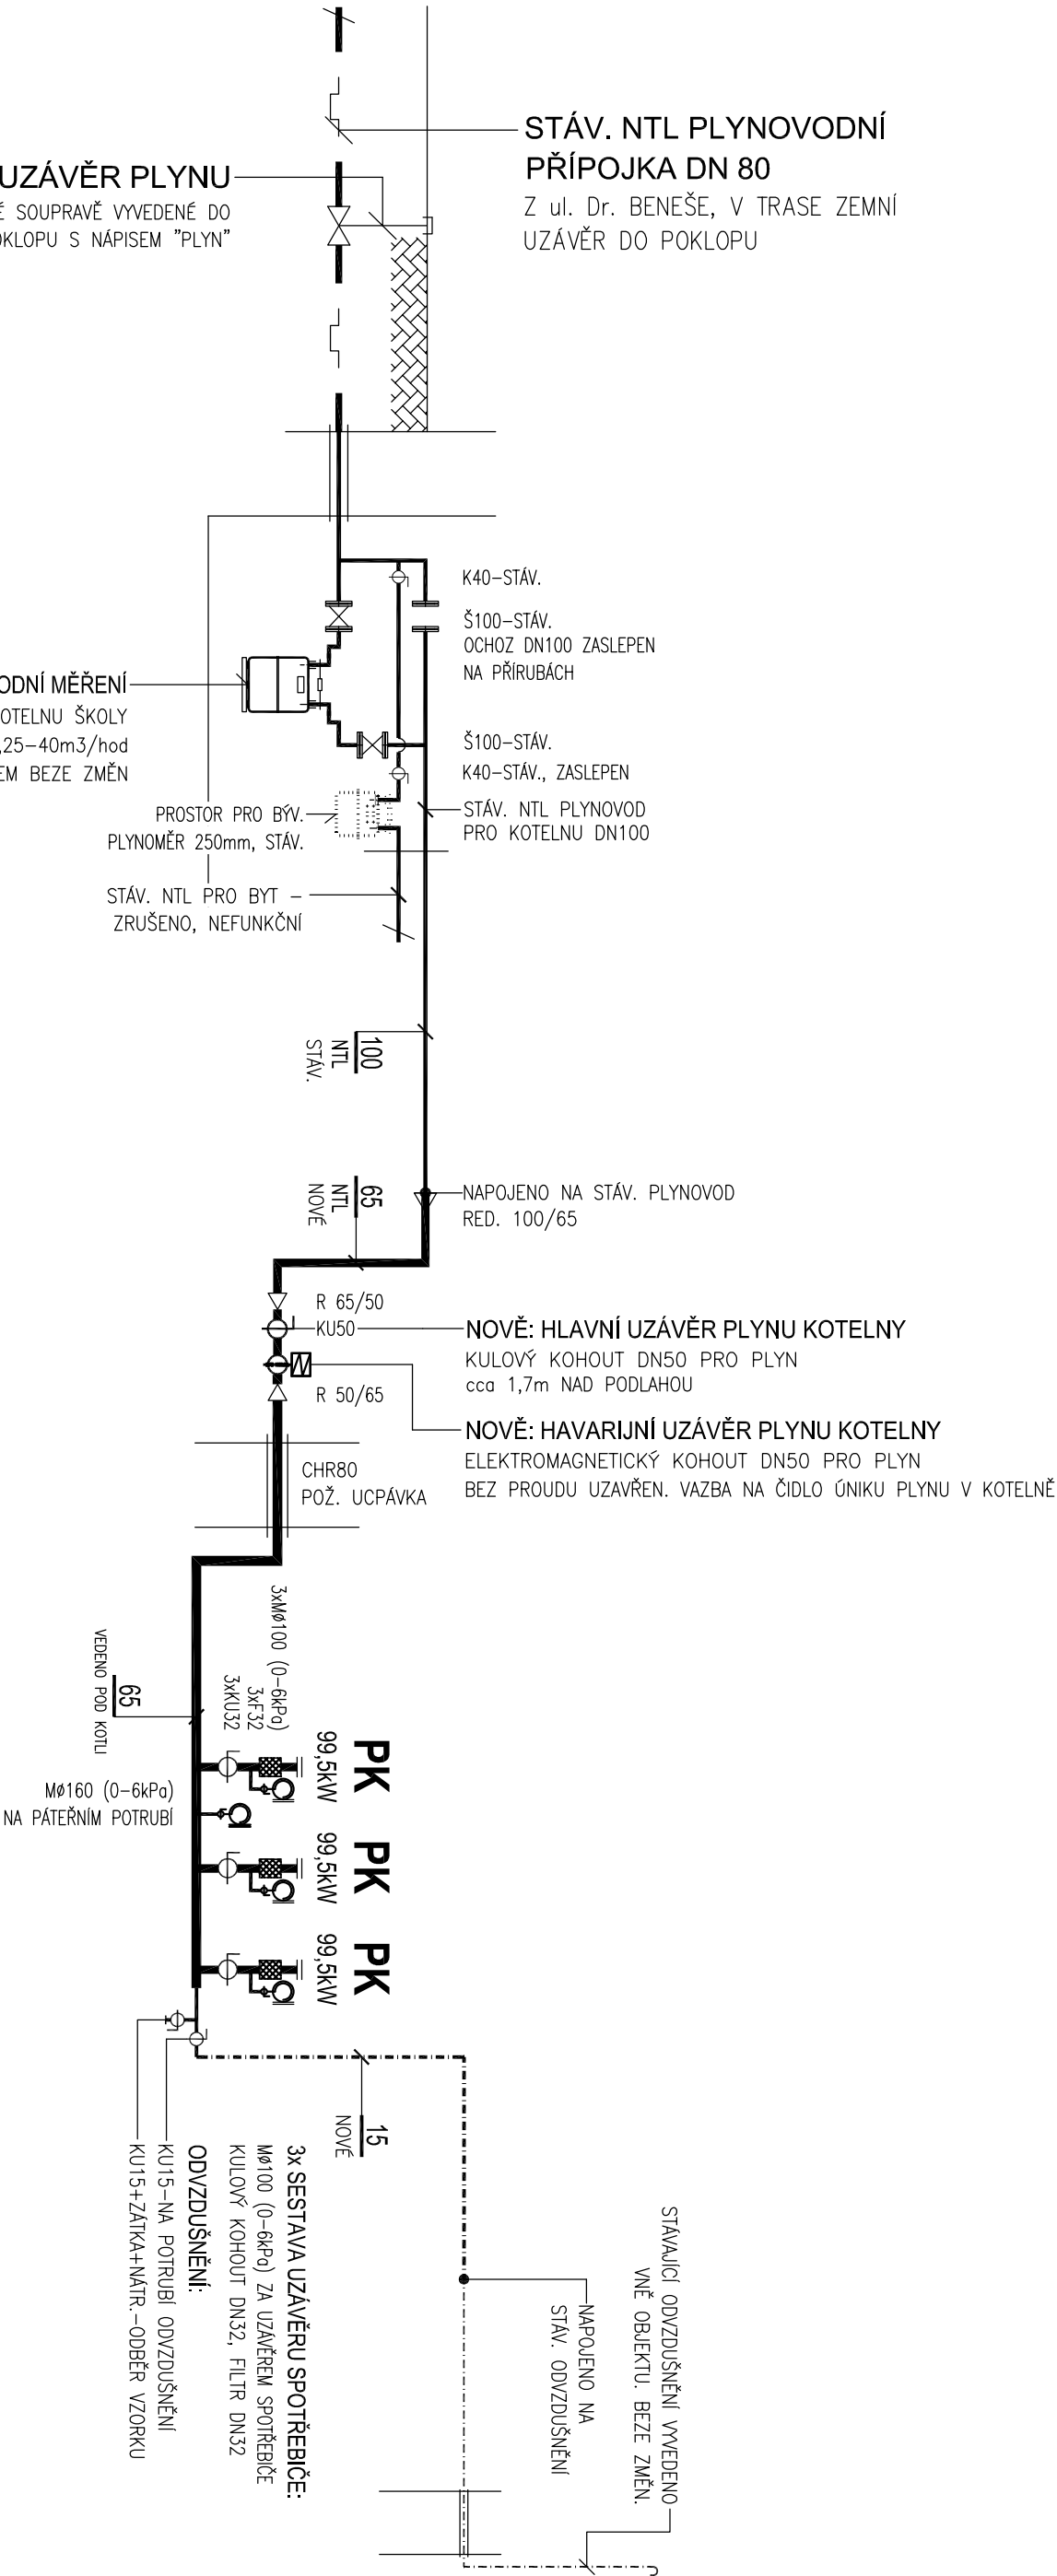 STÁV. NTL PLYNOVODNÍ
PŘÍPOJKA DN 80
Z ul. Dr. BENEŠE, V TRASE ZEMNÍ
UZÁVĚR DO POKLOPU
UZÁVĚR PLYNU
É SOUPRAVĚ VYVEDENÉ DO
OKLOPU S NÁPISEM "PLYN"
K40-STÁV.
Š100-STÁV.
OCHOZ DN100 ZASLEPEN
NA PŘÍRUBÁCH
ODNÍ MĚŘENÍ
OTELNU ŠKOLY
,25-40m3/hod
EM BEZE ZMĚN
Š100-STÁV.
K40-STÁV., ZASLEPEN
PROSTOR PRO BÝV.
PLYNOMĚR 250mm, STÁV.
STÁV. NTL PLYNOVOD
PRO KOTELNU DN100
STÁV. NTL PRO BYT -
ZRUŠENO, NEFUNKČNÍ
100
NTL
STÁV.
65
NTL
NOVÉ
NAPOJENO NA STÁV. PLYNOVOD
RED. 100/65
R 65/50
KU50
NOVĚ: HLAVNÍ UZÁVĚR PLYNU KOTELNY
KULOVÝ KOHOUT DN50 PRO PLYN
cca 1,7m NAD PODLAHOU
R 50/65
NOVĚ: HAVARIJNÍ UZÁVĚR PLYNU KOTELNY
ELEKTROMAGNETICKÝ KOHOUT DN50 PRO PLYN
BEZ PROUDU UZAVŘEN. VAZBA NA ČIDLO ÚNIKU PLYNU V KOTELNĚ
CHR80
POŽ. UCPÁVKA
3xMø100 (0-6kPa)
3xF32
3xKU32
65
VEDENO POD KOTLI
Mø160 (0-6kPa)
NA PÁTEŘNÍM POTRUBÍ
PK
99,5kW
PK
99,5kW
PK
99,5kW
15
NOVÉ
3x SESTAVA UZÁVĚRU SPOTŘEBIČE:
Mø100 (0-6kPa) ZA UZÁVĚREM SPOTŘEBIČE
KULOVÝ KOHOUT DN32, FILTR DN32
ODVZDUŠNĚNÍ:
KU15-NA POTRUBÍ ODVZDUŠNĚNÍ
KU15+ZÁTKA+NÁTR.-ODBĚR VZORKU
STÁVAJÍCÍ ODVZDUŠNĚNÍ VYVEDENO
VNĚ OBJEKTU. BEZE ZMĚN.
NAPOJENO NA
STÁV. ODVZDUŠNĚNÍ